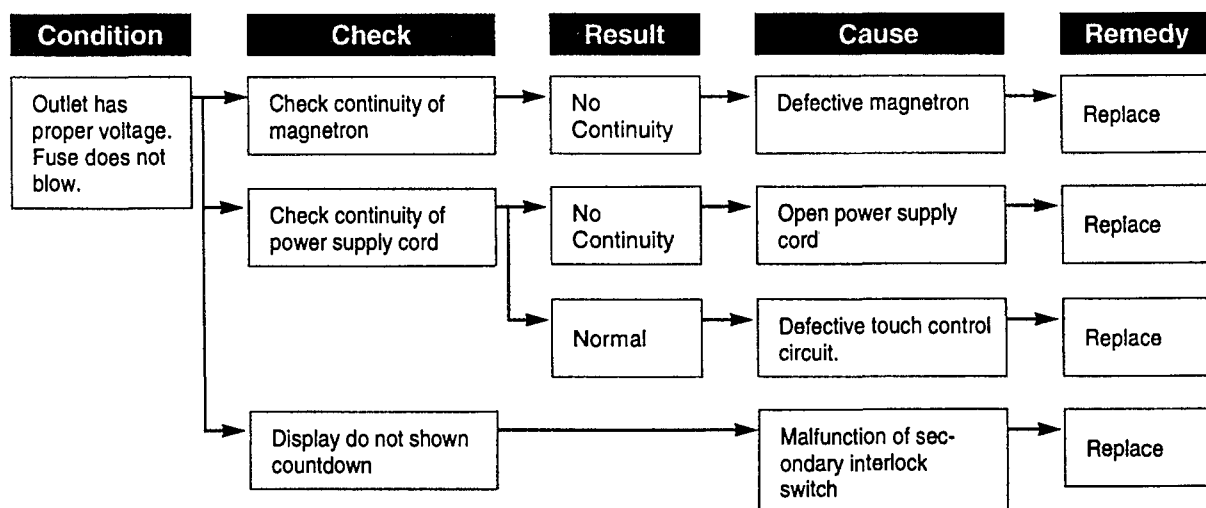 Condition
Check
Result
Cause
Remedy
Outlet has
proper voltage.
Fuse does not
blow.
Check continuity of
magnetron
No
Continuity
Defective magnetron
Replace
Check continuity of
power supply cord
No
Continuity
Open power supply
cord
Replace
Normal
Defective touch control
circuit.
Replace
Display do not shown
countdown
Malfunction of sec-
ondary interlock
switch
Replace